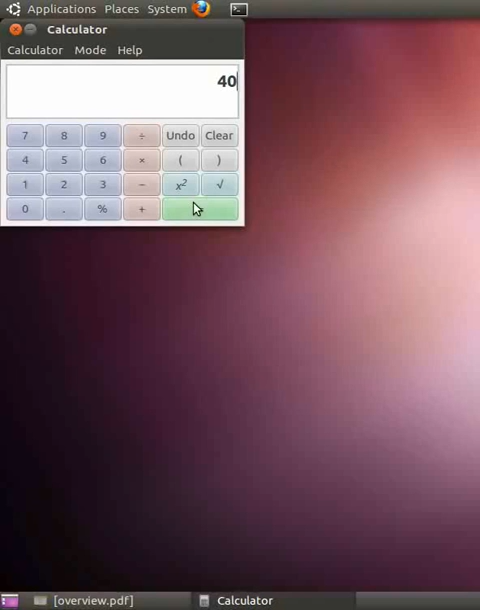 Applications Places System
Calculator
Calculator Mode Help
40
7 8 9 ÷ Undo Clear
4 5 6 × ( )
1 2 3 − x² √
0 . % +
[overview.pdf] Calculator